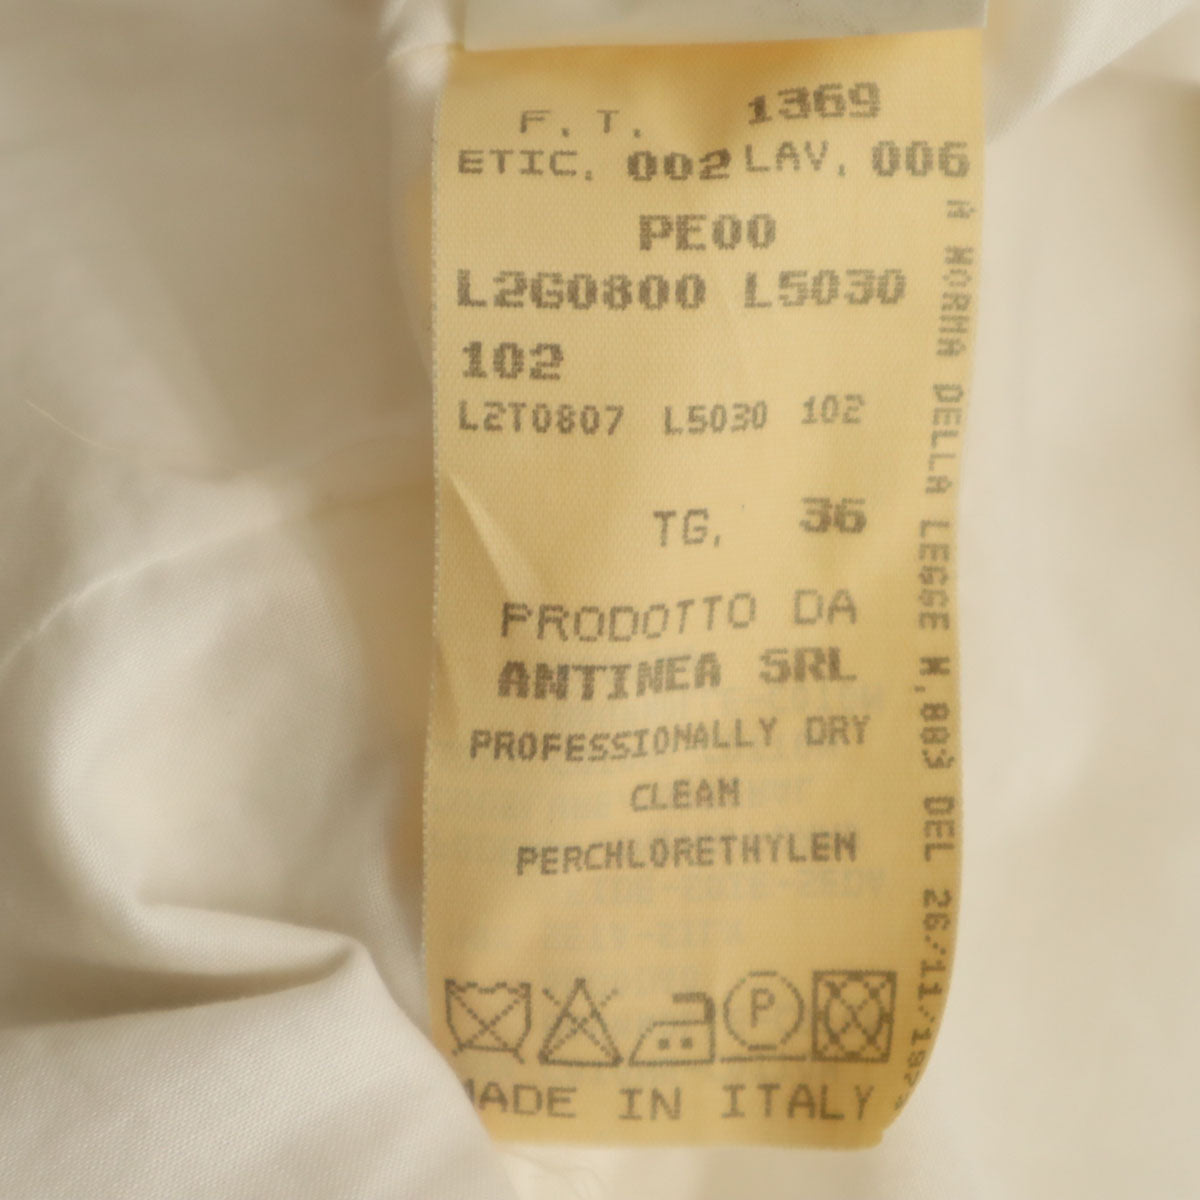 F. T. 1369
ETIC. 002 LAV. 006
PE00
L2G0800 L5030
102
L2T0807 L5030 102
TG. 36
PRODOTTO DA
ANTINEA SRL
PROFESSIONALLY DRY
CLEAN
PERCHLORETHYLEN
P
MADE IN ITALY
A NORMA DELLA LEGGE N.883 DEL 26/11/197